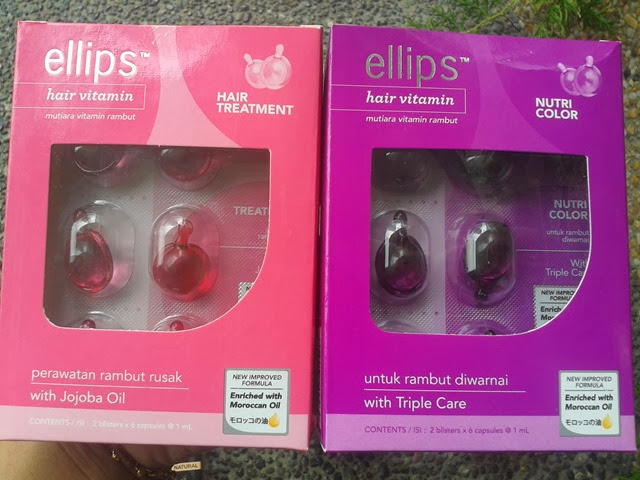 ellips™
hair vitamin
mutiara vitamin rambut
HAIR
TREATMENT
TREATM
perawatan rambut rusak
with Jojoba Oil
NEW IMPROVED
FORMULA
Enriched with
Moroccan Oil
モロッコの油
CONTENTS / ISI : 2 blisters x 6 capsules @ 1 mL
NATURAL
ellips™
hair vitamin
mutiara vitamin rambut
NUTRI
COLOR
NUTRI
COLOR
untuk rambut
diwarnai
With
Triple Care
NEW IMPROVED
FORMULA
Enriched
Moroc
untuk rambut diwarnai
with Triple Care
NEW IMPROVED
FORMULA
Enriched with
Moroccan Oil
モロッコの油
CONTENTS / ISI : 2 blisters x 6 capsules @ 1 mL